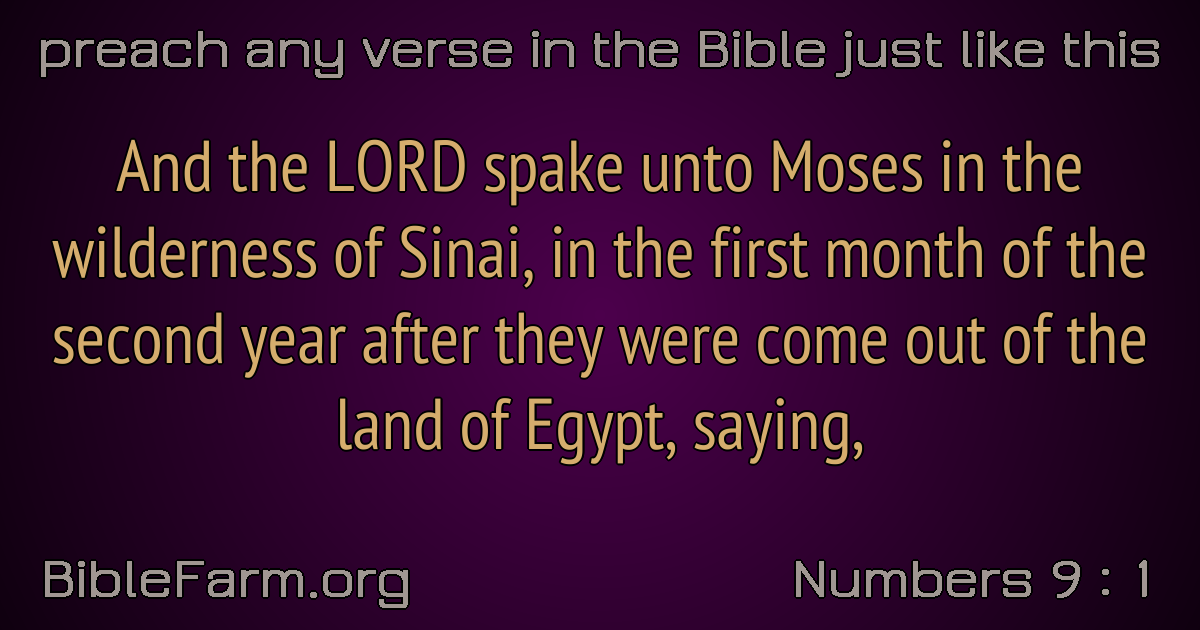 preach any verse in the Bible just like this
And the LORD spake unto Moses in the
wilderness of Sinai, in the first month of the
second year after they were come out of the
land of Egypt, saying,
BibleFarm.org
Numbers 9 : 1